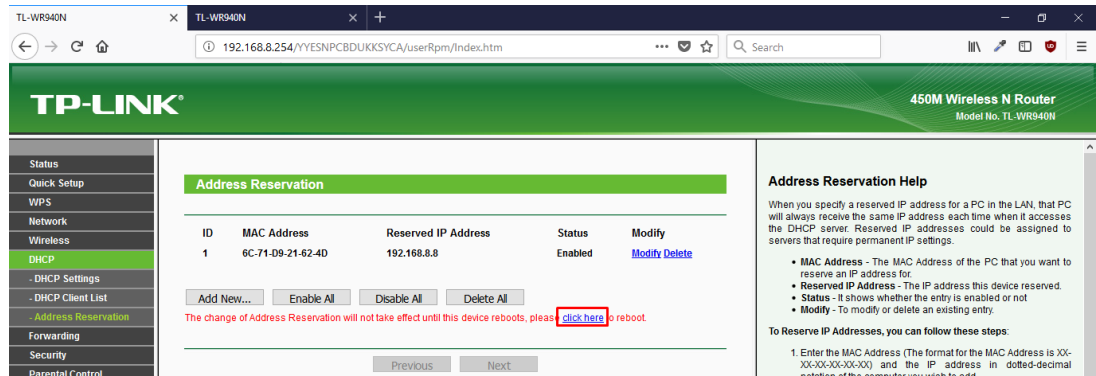 TL-WR940N
TL-WR940N
192.168.8.254/YYESNPCBDUKKSYCA/userRpm/Index.htm
Search
TP-LINK®
450M Wireless N Router
Model No. TL-WR940N
Status
Quick Setup
WPS
Network
Wireless
DHCP
- DHCP Settings
- DHCP Client List
- Address Reservation
Forwarding
Security
Parental Control
Address Reservation
ID MAC Address Reserved IP Address Status Modify
1 6C-71-D9-21-62-4D 192.168.8.8 Enabled Modify Delete
Add New... Enable All Disable All Delete All
The change of Address Reservation will not take effect until this device reboots, please click here to reboot.
Previous Next
Address Reservation Help
When you specify a reserved IP address for a PC in the LAN, that PC
will always receive the same IP address each time when it accesses
the DHCP server. Reserved IP addresses could be assigned to
servers that require permanent IP settings.
• MAC Address - The MAC Address of the PC that you want to
reserve an IP address for.
• Reserved IP Address - The IP address this device reserved.
• Status - It shows whether the entry is enabled or not
• Modify - To modify or delete an existing entry.
To Reserve IP Addresses, you can follow these steps:
1. Enter the MAC Address (The format for the MAC Address is XX-
XX-XX-XX-XX-XX) and the IP address in dotted-decimal
notation of the computer you wish to add.